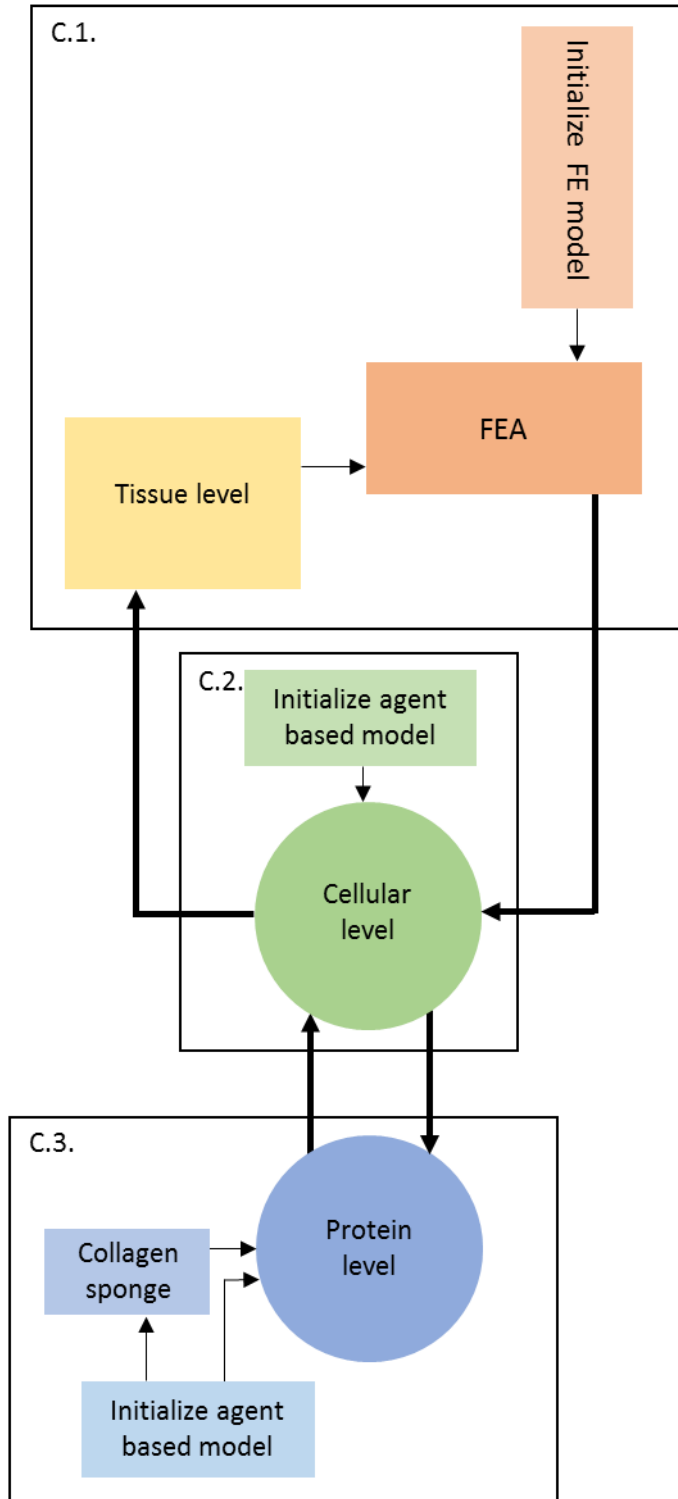 C.1.
Initialize FE model
FEA
Tissue level
C.2.
Initialize agent
based model
Cellular
level
C.3.
Protein
level
Collagen
sponge
Initialize agent
based model